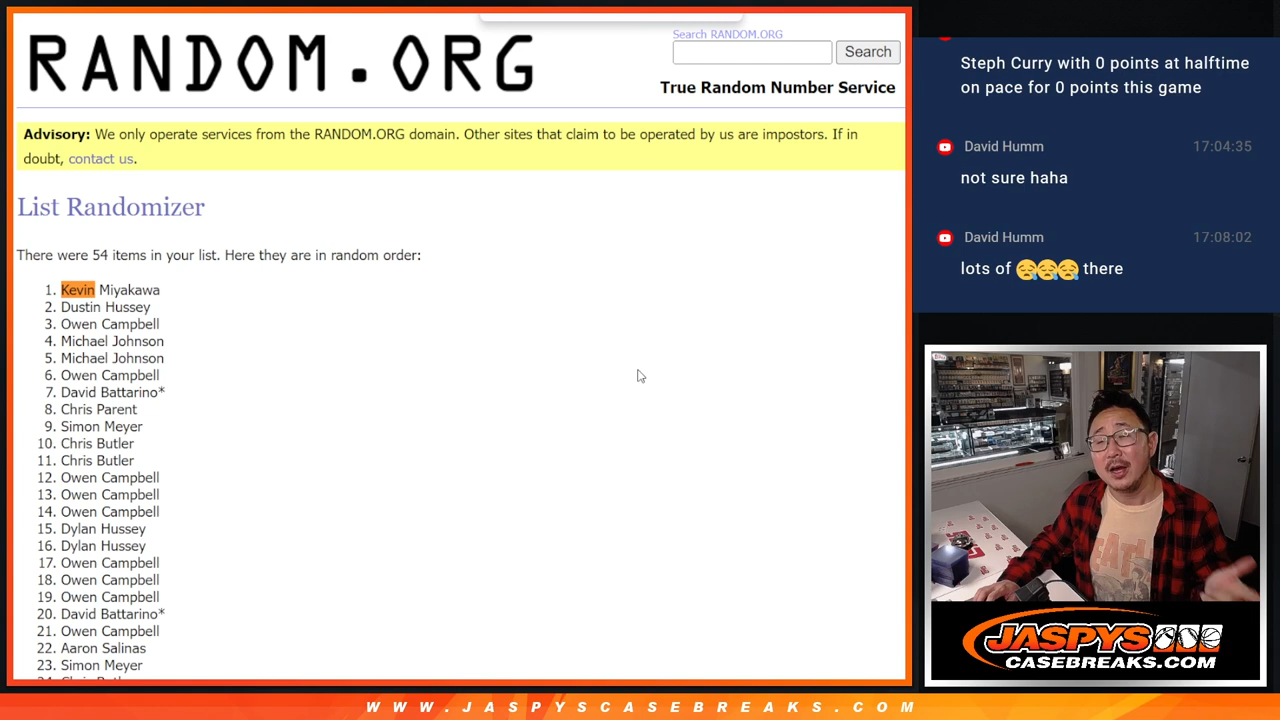 RANDOM.ORG
Search RANDOM.ORG
Search
True Random Number Service
Advisory: We only operate services from the RANDOM.ORG domain. Other sites that claim to be operated by us are impostors. If in
doubt, contact us.
List Randomizer
There were 54 items in your list. Here they are in random order:
1. Kevin Miyakawa
2. Dustin Hussey
3. Owen Campbell
4. Michael Johnson
5. Michael Johnson
6. Owen Campbell
7. David Battarino*
8. Chris Parent
9. Simon Meyer
10. Chris Butler
11. Chris Butler
12. Owen Campbell
13. Owen Campbell
14. Owen Campbell
15. Dylan Hussey
16. Dylan Hussey
17. Owen Campbell
18. Owen Campbell
19. Owen Campbell
20. David Battarino*
21. Owen Campbell
22. Aaron Salinas
23. Simon Meyer
Steph Curry with 0 points at halftime
on pace for 0 points this game
David Humm 17:04:35
not sure haha
David Humm 17:08:02
lots of 😪😪😪 there
JASPYS
CASEBREAKS.COM
WWW.JASPYSCASEBREAKS.COM